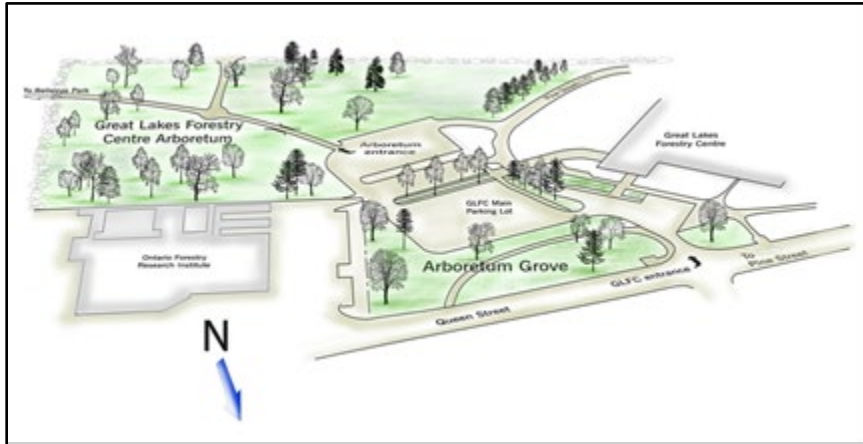 To Bellevue Park
Great Lakes Forestry
Centre Arboretum
Arboretum
entrance
Great Lakes
Forestry Centre
GLFC Main
Parking Lot
Ontario Forestry
Research Institute
Arboretum Grove
GLFC entrance
To
Pine Street
Queen Street
N